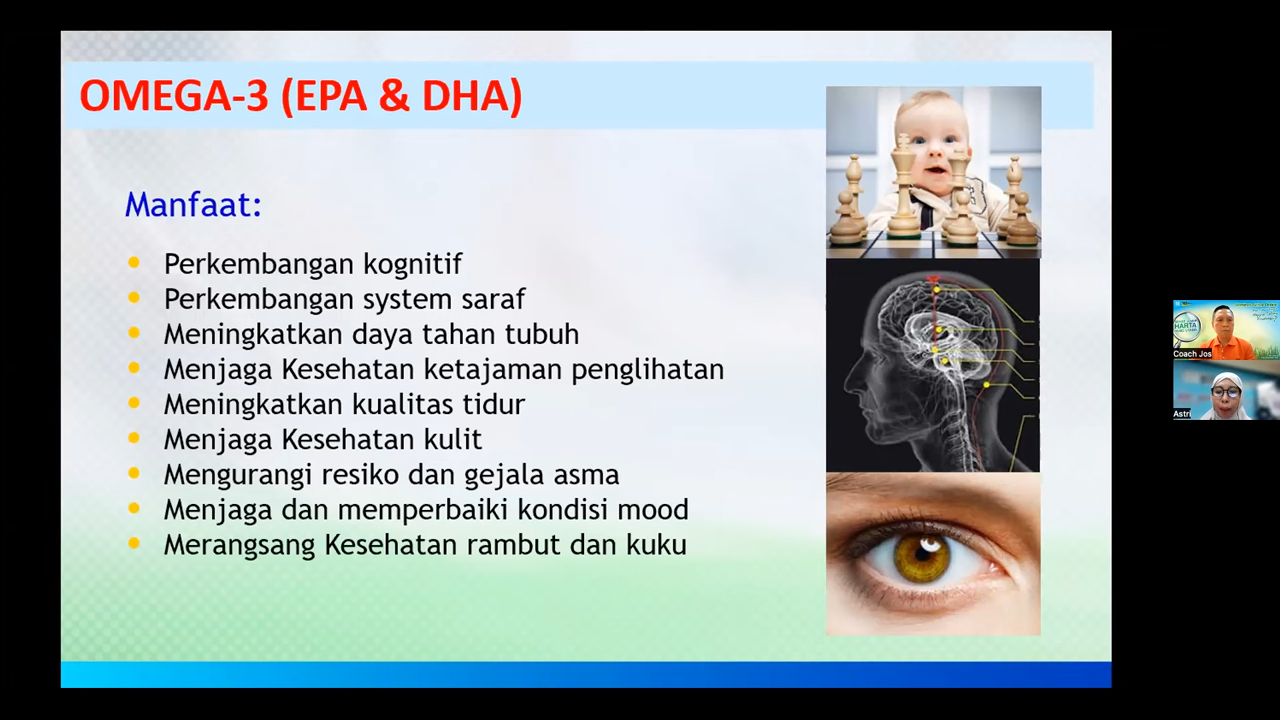 OMEGA-3 (EPA & DHA)
Manfaat:
Perkembangan kognitif
Perkembangan system saraf
Meningkatkan daya tahan tubuh
Menjaga Kesehatan ketajaman penglihatan
Meningkatkan kualitas tidur
Menjaga Kesehatan kulit
Mengurangi resiko dan gejala asma
Menjaga dan memperbaiki kondisi mood
Merangsang Kesehatan rambut dan kuku
HARTA
Coach Jos
Astri